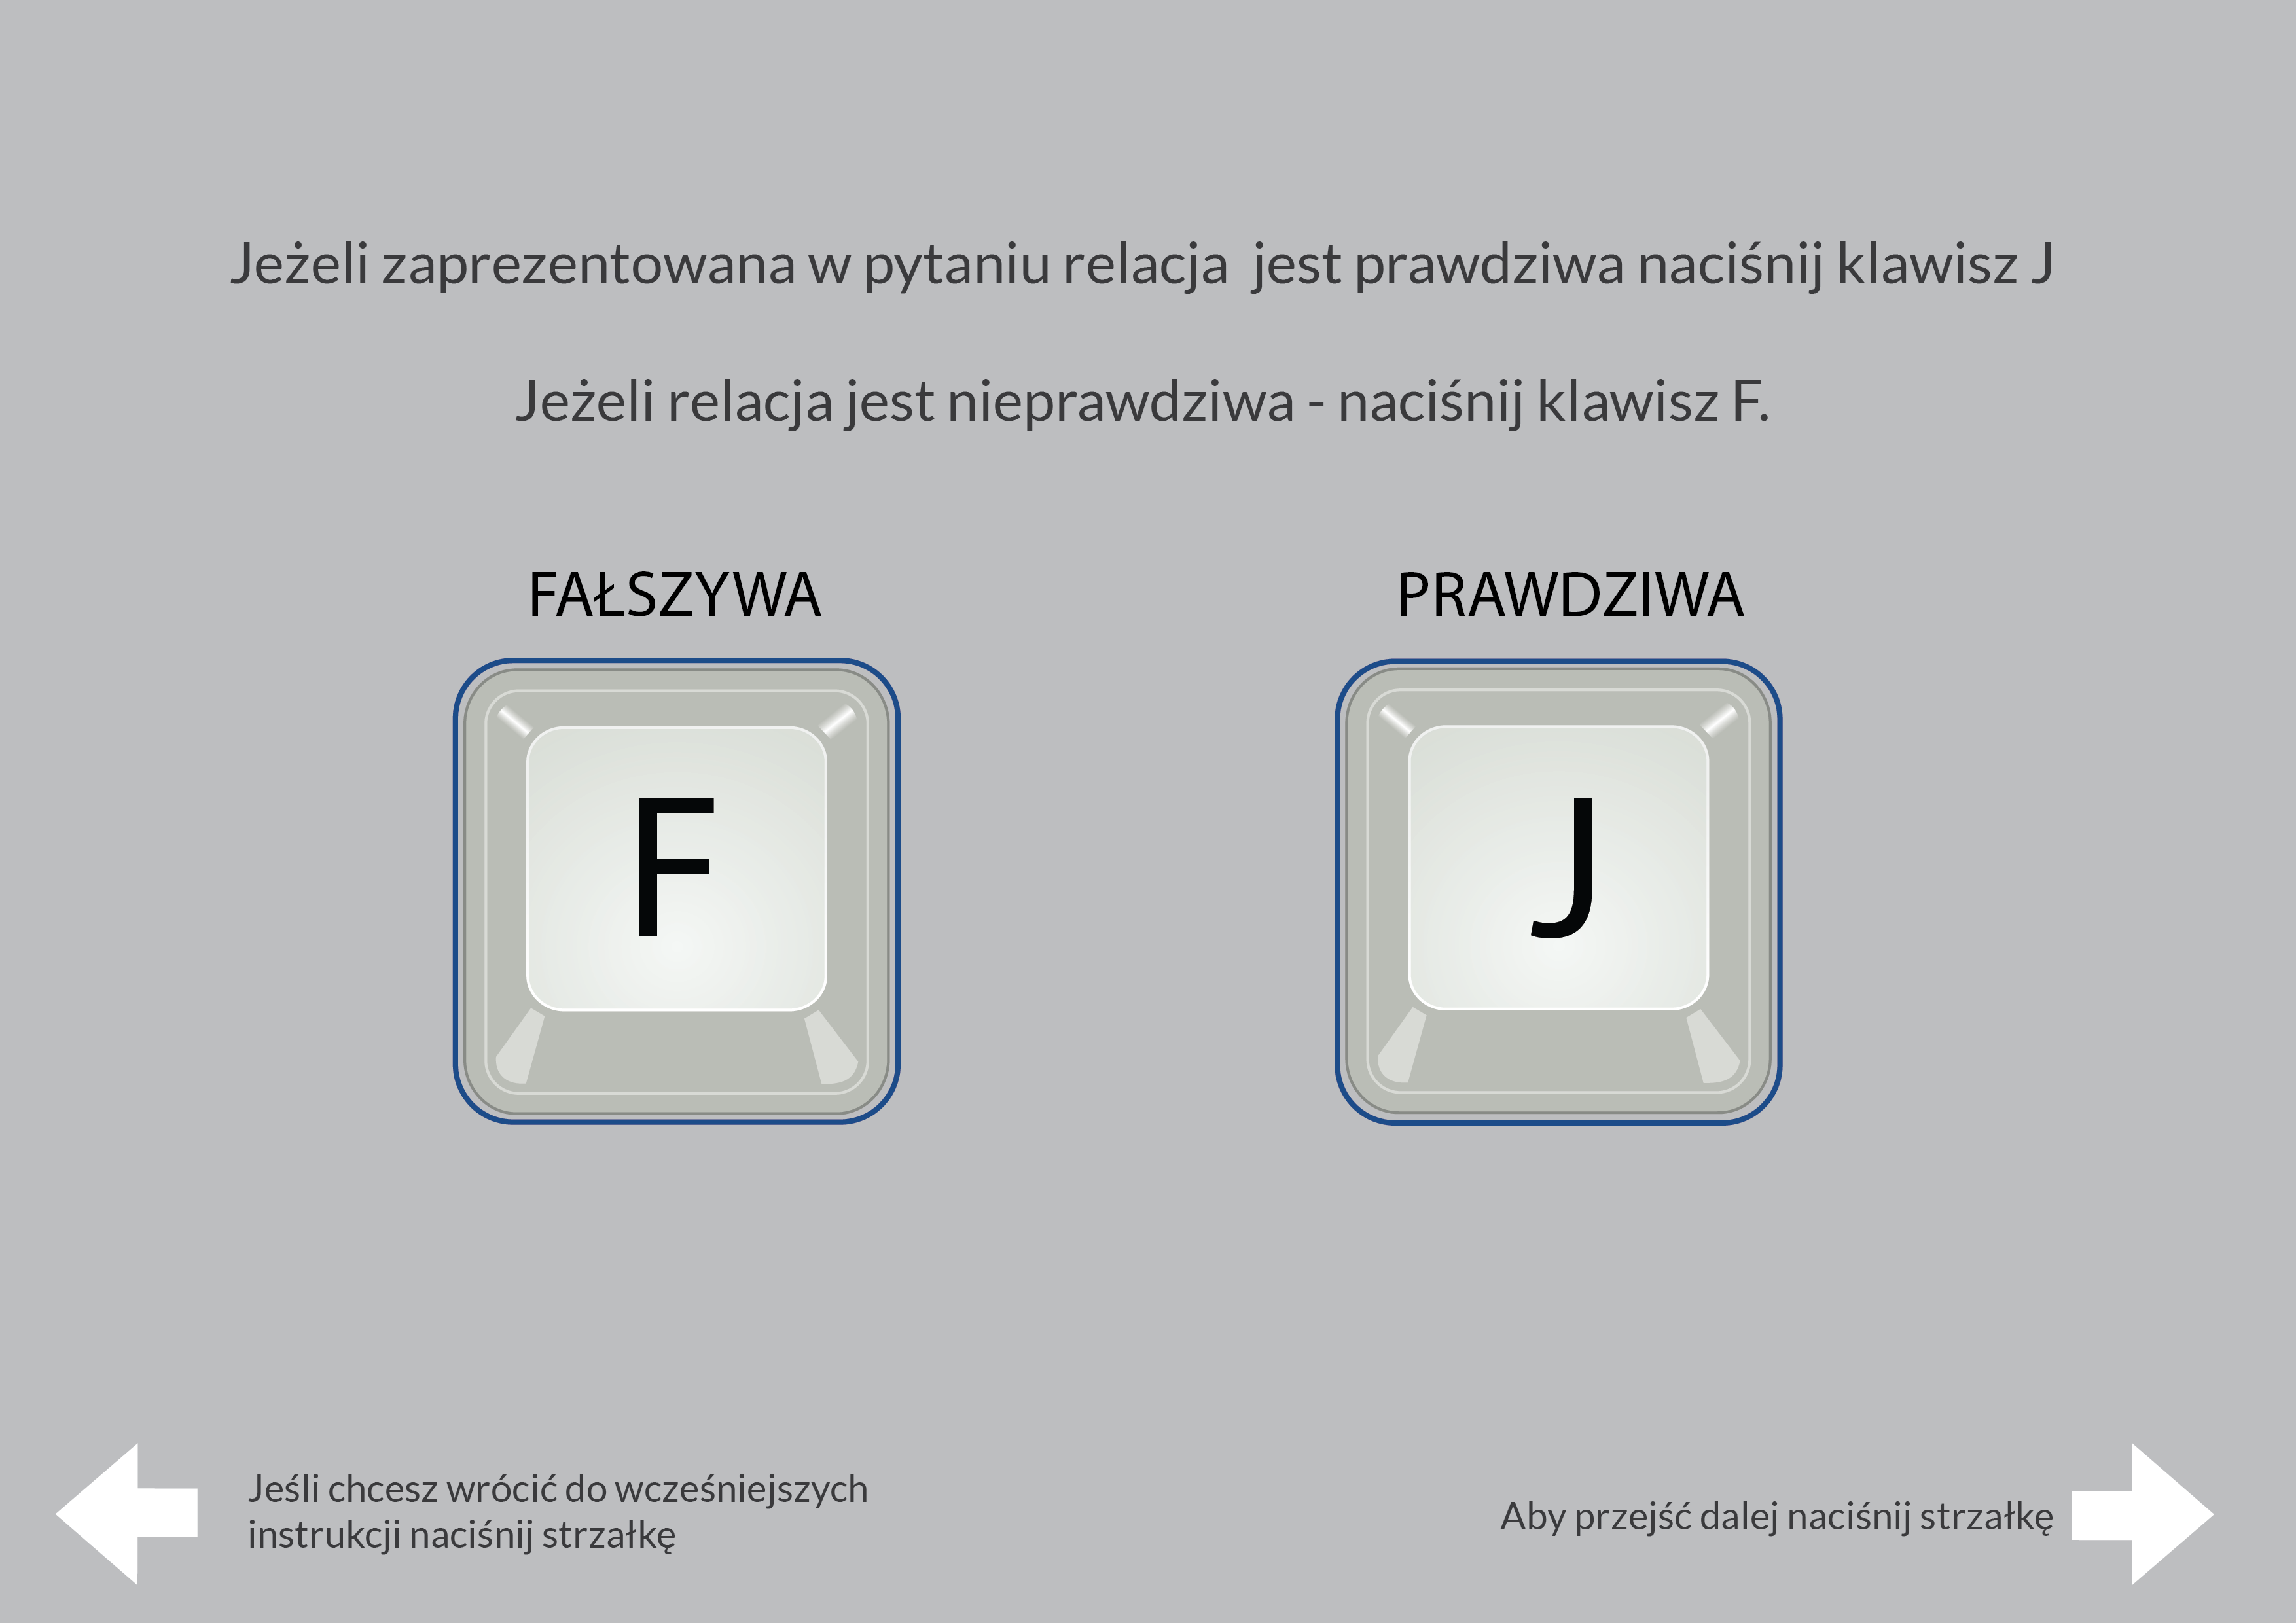 Jeżeli zaprezentowana w pytaniu relacja  jest prawdziwa naciśnij klawisz J
Jeżeli relacja jest nieprawdziwa - naciśnij klawisz F.
FAŁSZYWA
PRAWDZIWA
F
J
Jeśli chcesz wrócić do wcześniejszych
instrukcji naciśnij strzałkę
Aby przejść dalej naciśnij strzałkę